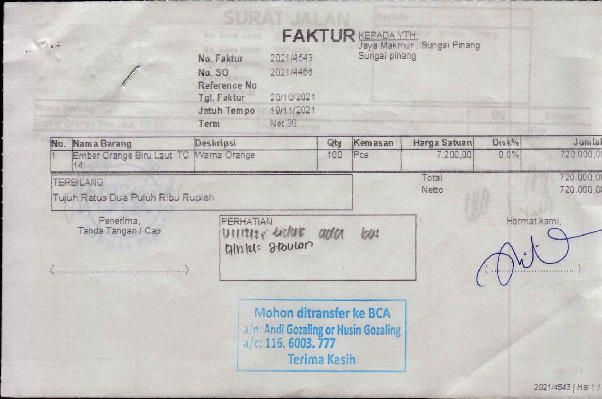 SURAT JALAN
FAKTUR
KEPADA YTH
Jaya Makmur, Sungai Pinang
Sungai pinang
No. Faktur 2021/4543
No. SO 2021/4466
Reference No
Tgl. Faktur 20/10/2021
Jatuh Tempo 19/11/2021
Term Net 30
No. Nama Barang Deskripsi Qty Kemasan Harga Satuan Disk% Jumlah
1 Ember Orange Biru Laut TC 14 Warna Orange 100 Pcs 7.200,00 0.0% 720.000,0
Total 720.000,0
Netto 720.000,0
TERBILANG
Tujuh Ratus Dua Puluh Ribu Rupiah
Penerima,
Tanda Tangan / Cap
PERHATIAN
Hormat kami,
(..............................)
(..............................)
Mohon ditransfer ke BCA
a/n: Andi Gozaling or Husin Gozaling
a/c: 116. 6003. 777
Terima Kasih
2021/4543 | Hal 1 /